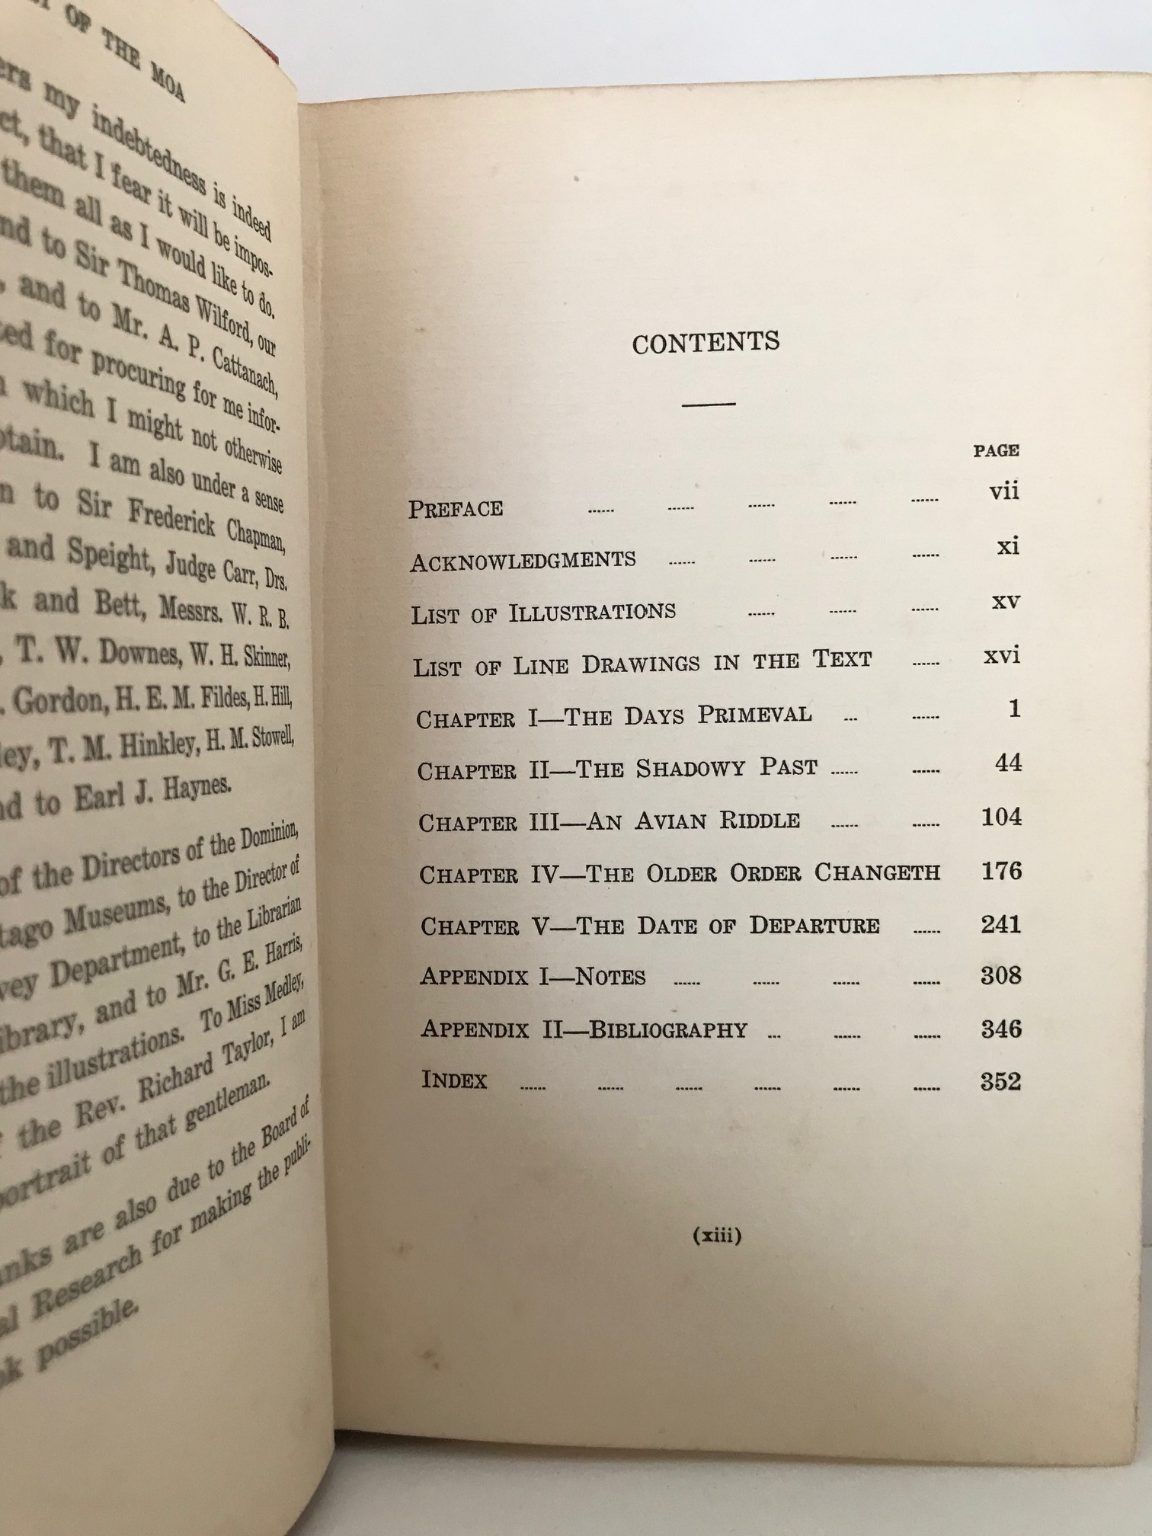 OF THE MOA
my indebtedness is indeed
that I fear it will be impos-
them all as I would like to do.
to Sir Thomas Wilford, our
and to Mr. A. P. Cattanach,
for procuring for me infor-
which I might not otherwise
I am also under a sense
to Sir Frederick Chapman,
and Speight, Judge Carr, Drs.
and Bett, Messrs. W. R. B.
T. W. Downes, W. H. Skinner,
Gordon, H. E. M. Fildes, H. Hill,
T. M. Hinkley, H. M. Stowell,
to Earl J. Haynes.
of the Directors of the Dominion,
Museums, to the Director of
Department, to the Librarian
and to Mr. G. E. Harris,
the illustrations. To Miss Medley,
the Rev. Richard Taylor, I am
of that gentleman.
are also due to the Board of
Research for making the publi-
possible.
CONTENTS
PAGE
PREFACE ...... ...... ...... ...... ...... vii
ACKNOWLEDGMENTS ...... ...... ...... ...... xi
LIST OF ILLUSTRATIONS ...... ...... ...... xv
LIST OF LINE DRAWINGS IN THE TEXT ...... xvi
CHAPTER I—THE DAYS PRIMEVAL ... ...... 1
CHAPTER II—THE SHADOWY PAST ...... ...... 44
CHAPTER III—AN AVIAN RIDDLE ...... ...... 104
CHAPTER IV—THE OLDER ORDER CHANGETH 176
CHAPTER V—THE DATE OF DEPARTURE ...... 241
APPENDIX I—NOTES ...... ...... ...... ...... 308
APPENDIX II—BIBLIOGRAPHY ... ...... ...... 346
INDEX ...... ...... ...... ...... ...... ...... 352
(xiii)